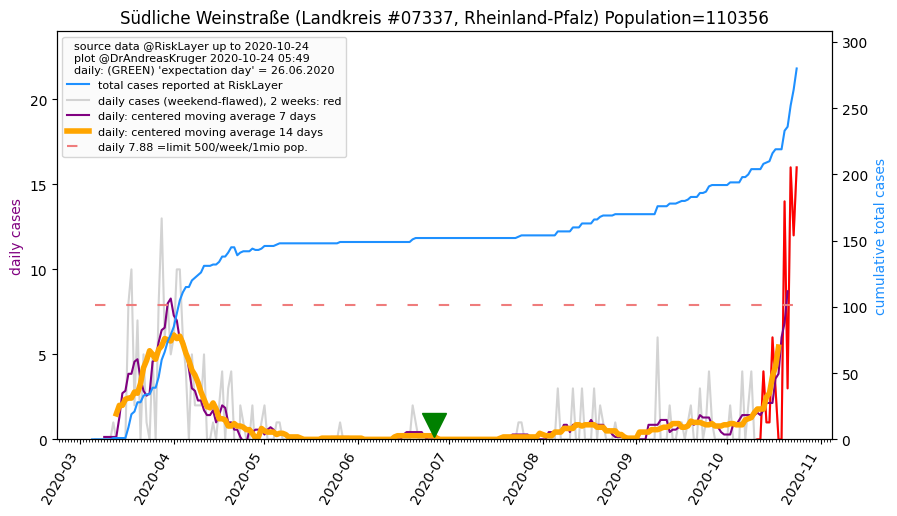 Südliche Weinstraße (Landkreis #07337, Rheinland-Pfalz) Population=110356
source data @RiskLayer up to 2020-10-24
plot @DrAndreasKruger 2020-10-24 05:49
daily: (GREEN) 'expectation day' = 26.06.2020
total cases reported at RiskLayer
daily cases (weekend-flawed), 2 weeks: red
daily: centered moving average 7 days
daily: centered moving average 14 days
daily 7.88 =limit 500/week/1mio pop.
daily cases
20
15
10
5
0
300
250
200
150
100
50
0
cumulative total cases
2020-03
2020-04
2020-05
2020-06
2020-07
2020-08
2020-09
2020-10
2020-11